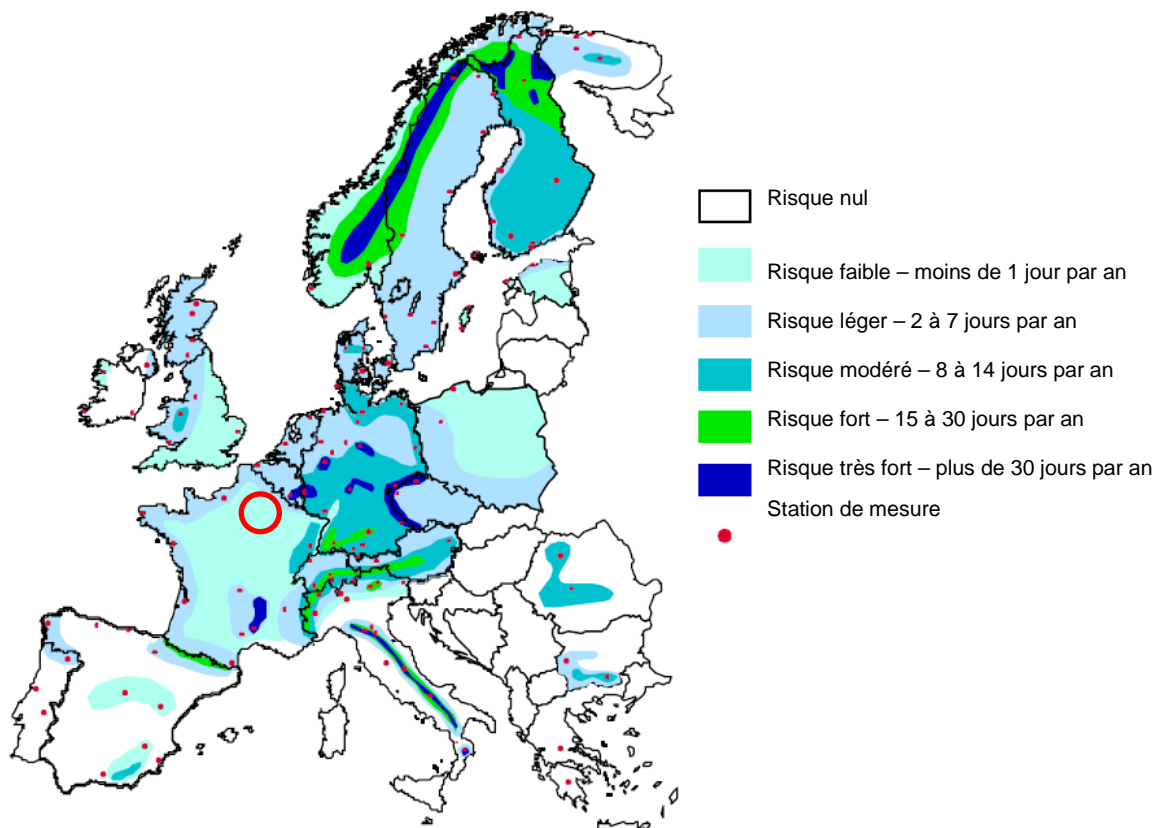 Risque nul
Risque faible – moins de 1 jour par an
Risque léger – 2 à 7 jours par an
Risque modéré – 8 à 14 jours par an
Risque fort – 15 à 30 jours par an
Risque très fort – plus de 30 jours par an
Station de mesure